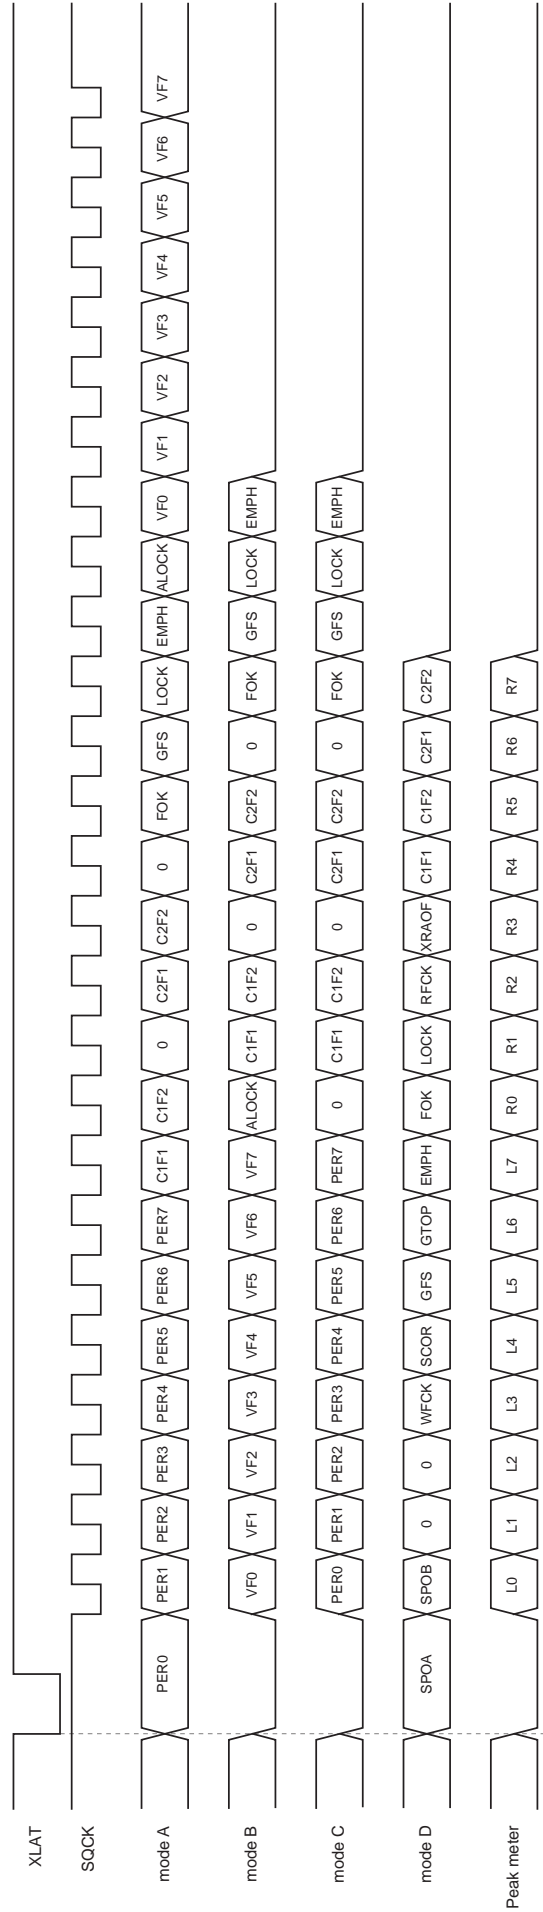 XLAT
SQCK
mode A PER0 PER1 PER2 PER3 PER4 PER5 PER6 PER7 C1F1 C1F2 0 C2F1 C2F2 0 FOK GFS LOCK EMPH ALOCK VF0 VF1 VF2 VF3 VF4 VF5 VF6 VF7
mode B VF0 VF1 VF2 VF3 VF4 VF5 VF6 VF7 ALOCK C1F1 C1F2 0 C2F1 C2F2 0 FOK GFS LOCK EMPH
mode C PER0 PER1 PER2 PER3 PER4 PER5 PER6 PER7 0 C1F1 C1F2 0 C2F1 C2F2 0 FOK GFS LOCK EMPH
mode D SPOA SPOB 0 0 WFCK SCOR GFS GTOP EMPH FOK LOCK RFCK XRAOF C1F1 C1F2 C2F1 C2F2
Peak meter L0 L1 L2 L3 L4 L5 L6 L7 R0 R1 R2 R3 R4 R5 R6 R7